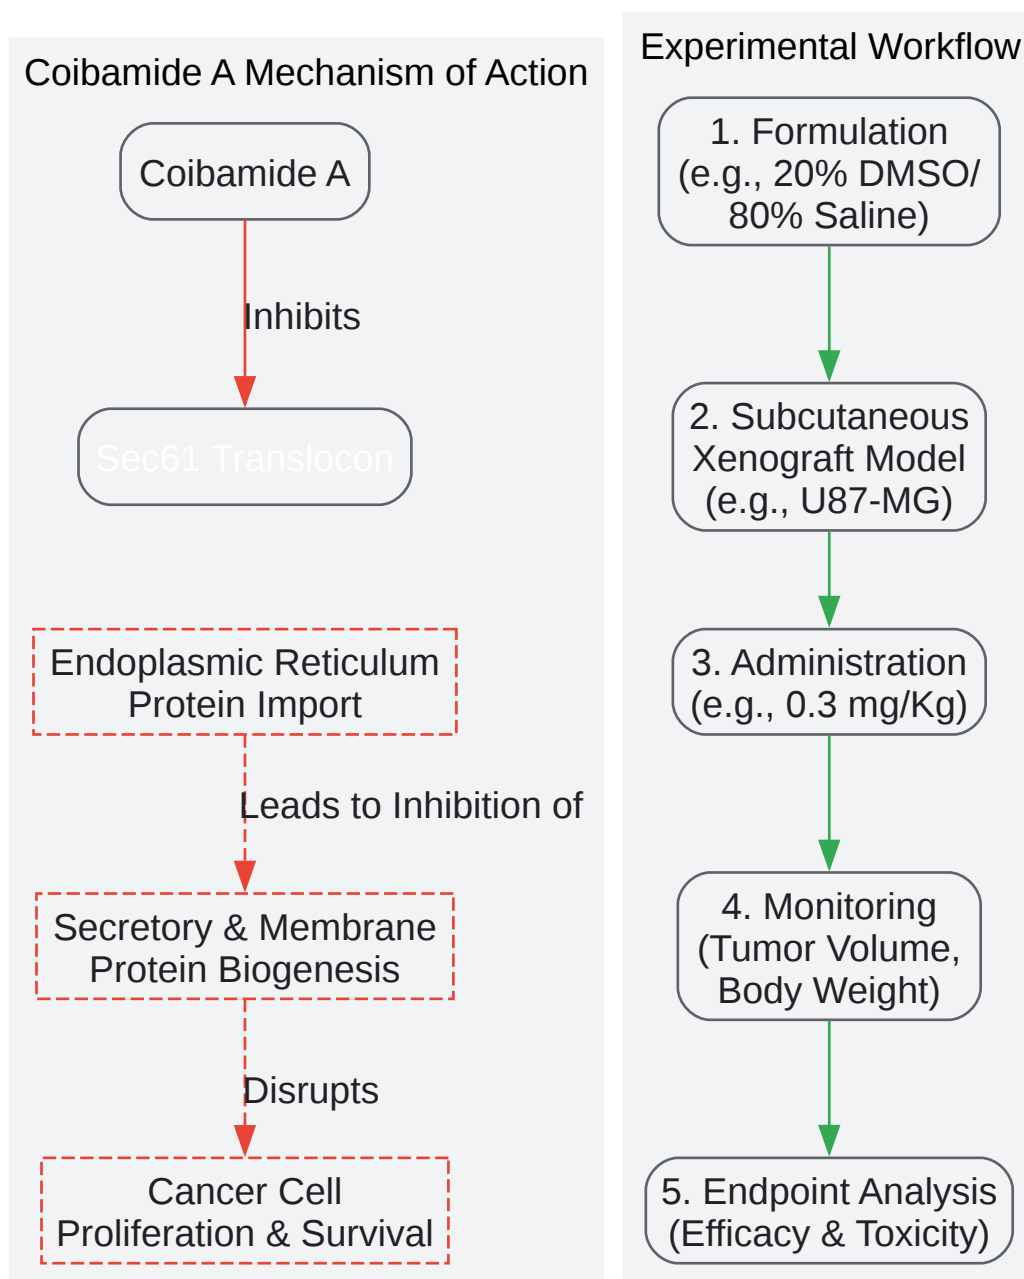 Coibamide A Mechanism of Action
Coibamide A
Inhibits
Sec61 Translocon
Endoplasmic Reticulum
Protein Import
Leads to Inhibition of
Secretory & Membrane
Protein Biogenesis
Disrupts
Cancer Cell
Proliferation & Survival
Experimental Workflow
1. Formulation
(e.g., 20% DMSO/
80% Saline)
2. Subcutaneous
Xenograft Model
(e.g., U87-MG)
3. Administration
(e.g., 0.3 mg/Kg)
4. Monitoring
(Tumor Volume,
Body Weight)
5. Endpoint Analysis
(Efficacy & Toxicity)